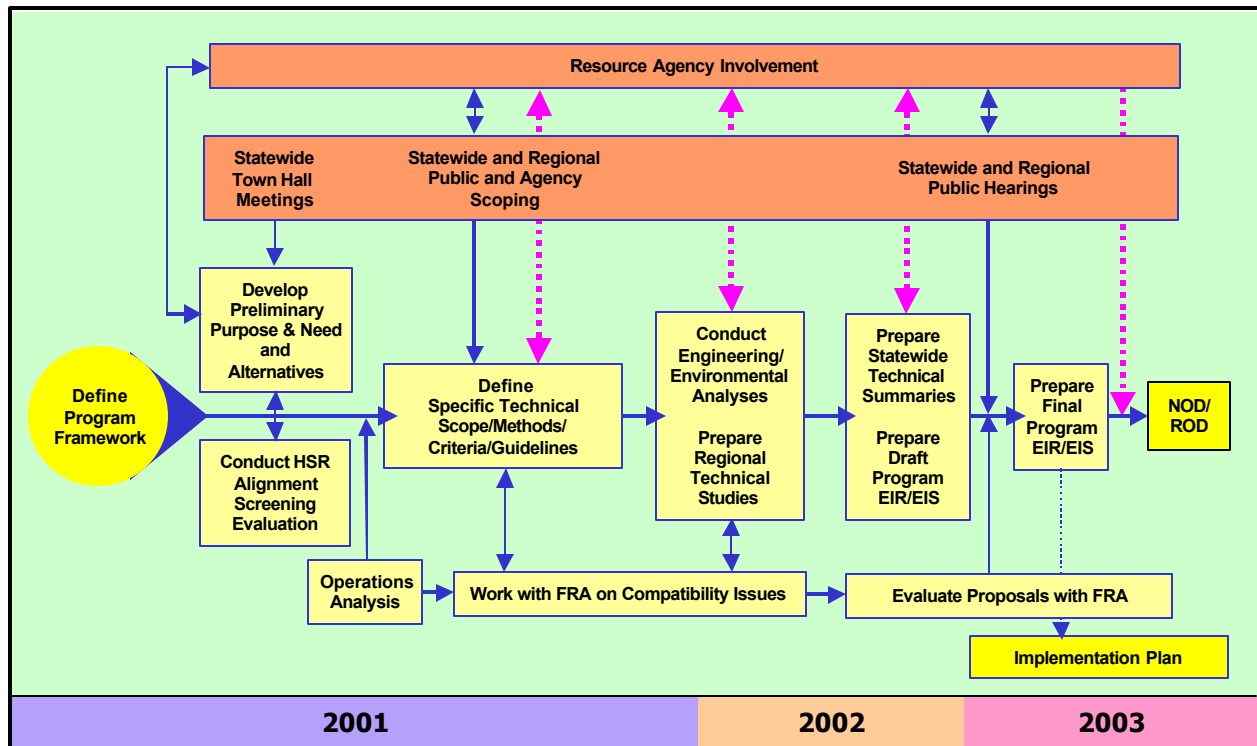 Resource Agency Involvement
Statewide
Town Hall
Meetings
Statewide and Regional
Public and Agency
Scoping
Statewide and Regional
Public Hearings
Develop
Preliminary
Purpose & Need
and
Alternatives
Define
Program
Framework
Conduct HSR
Alignment
Screening
Evaluation
Define
Specific Technical
Scope/Methods/
Criteria/Guidelines
Conduct
Engineering/
Environmental
Analyses
Prepare
Regional
Technical
Studies
Prepare
Statewide
Technical
Summaries
Prepare
Draft
Program
EIR/EIS
Prepare
Final
Program
EIR/EIS
NOD/
ROD
Operations
Analysis
Work with FRA on Compatibility Issues
Evaluate Proposals with FRA
Implementation Plan
2001
2002
2003